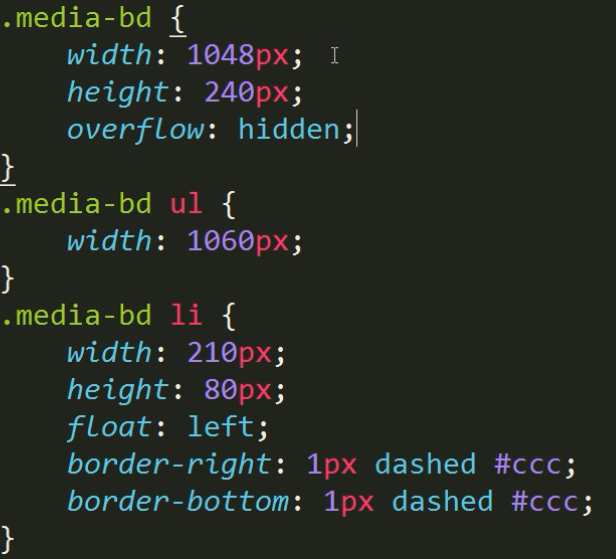 .media-bd {
    width: 1048px;
    height: 240px;
    overflow: hidden;
}
.media-bd ul {
    width: 1060px;
}
.media-bd li {
    width: 210px;
    height: 80px;
    float: left;
    border-right: 1px dashed #ccc;
    border-bottom: 1px dashed #ccc;
}